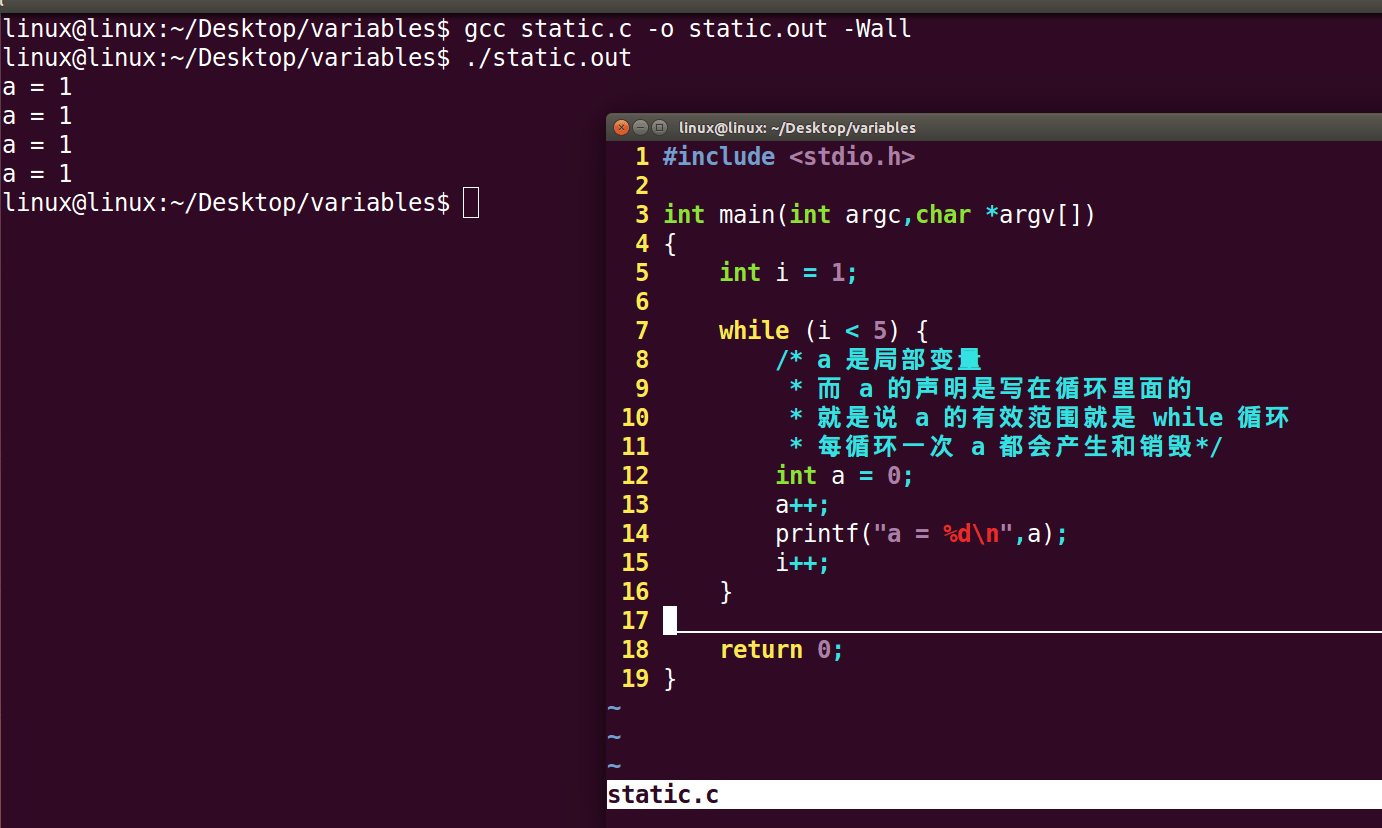 linux@linux:~/Desktop/variables$ gcc static.c -o static.out -Wall
linux@linux:~/Desktop/variables$ ./static.out
a = 1
a = 1
a = 1
a = 1
linux@linux:~/Desktop/variables$
linux@linux: ~/Desktop/variables
1 #include <stdio.h>
2
3 int main(int argc,char *argv[])
4 {
5     int i = 1;
6
7     while (i < 5) {
8         /* a 是局部变量
9          * 而 a 的声明是写在循环里面的
10          * 就是说 a 的有效范围就是 while 循环
11          * 每循环一次 a 都会产生和销毁*/
12         int a = 0;
13         a++;
14         printf("a = %d\n",a);
15         i++;
16     }
17
18     return 0;
19 }
~
~
~
static.c